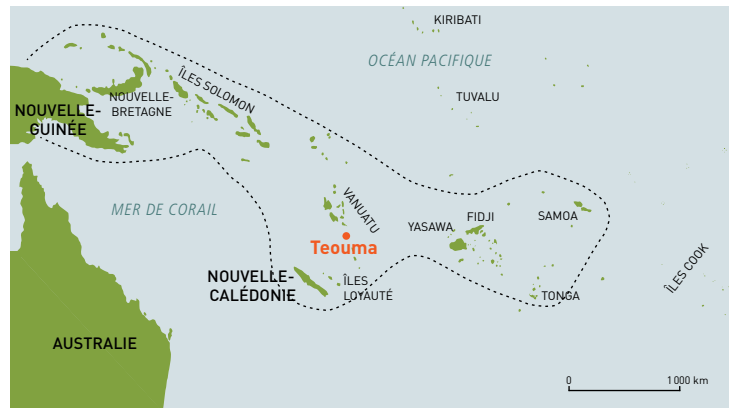 KIRIBATI
OCÉAN PACIFIQUE
ÎLES SOLOMON
NOUVELLE-
BRETAGNE
TUVALU
NOUVELLE-
GUINÉE
MER DE CORAIL
VANUATU
FIDJI
SAMOA
YASAWA
Teouma
ÎLES COOK
NOUVELLE-
CALÉDONIE
ÎLES
LOYAUTÉ
TONGA
AUSTRALIE
0
1 000 km